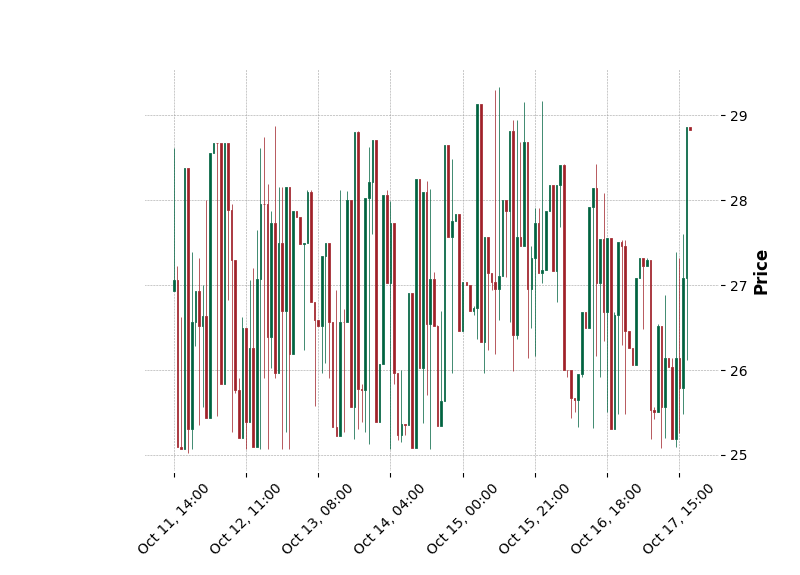 29
28
27
26
25
Price
Oct 11, 14:00
Oct 12, 11:00
Oct 13, 08:00
Oct 14, 04:00
Oct 15, 00:00
Oct 15, 21:00
Oct 16, 18:00
Oct 17, 15:00